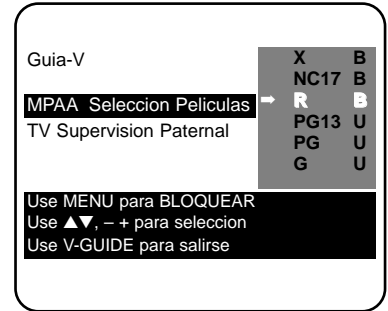 Guia-V
X B
NC17 B
MPAA Seleccion Peliculas ➡ R B
TV Supervision Paternal PG13 U
PG U
G U
Use MENU para BLOQUEAR
Use ▲▼, – + para seleccion
Use V-GUIDE para salirse